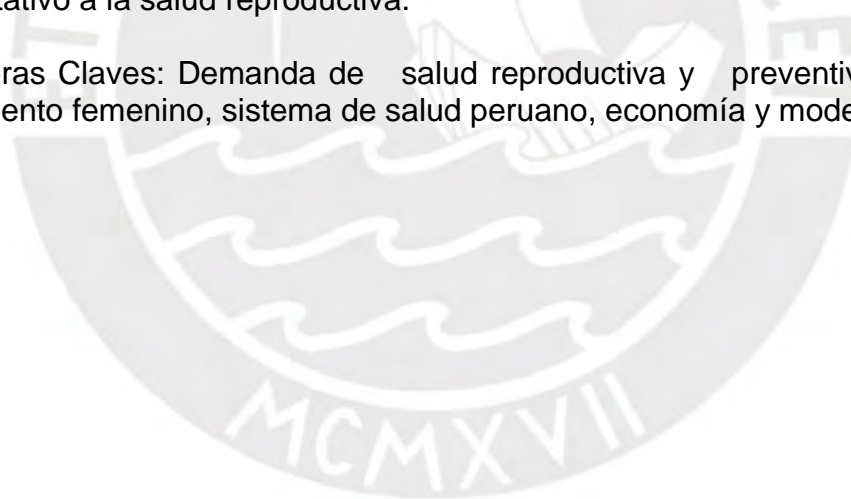 tativo a la salud reproductiva.
ras Claves: Demanda de salud reproductiva y preventiv
ento femenino, sistema de salud peruano, economía y mode
ET
MCMXVII